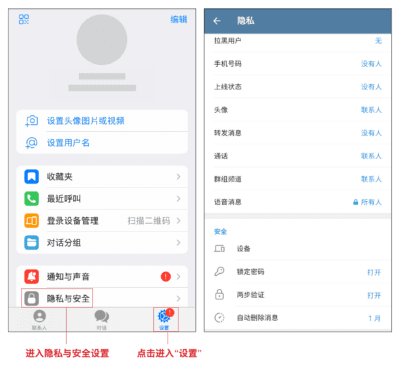 编辑
设置头像图片或视频
设置用户名
收藏夹
最近呼叫
登录设备管理 扫描二维码
对话分组
通知与声音
隐私与安全
联系人 对话 设置
进入隐私与安全设置 点击进入“设置”
隐私
拉黑用户 无
手机号码 没有人
上线状态 没有人
头像 联系人
转发消息 没有人
通话 联系人
群组频道 联系人
语音消息 所有人
安全
设备
锁定密码 打开
两步验证 打开
自动删除消息 1 月